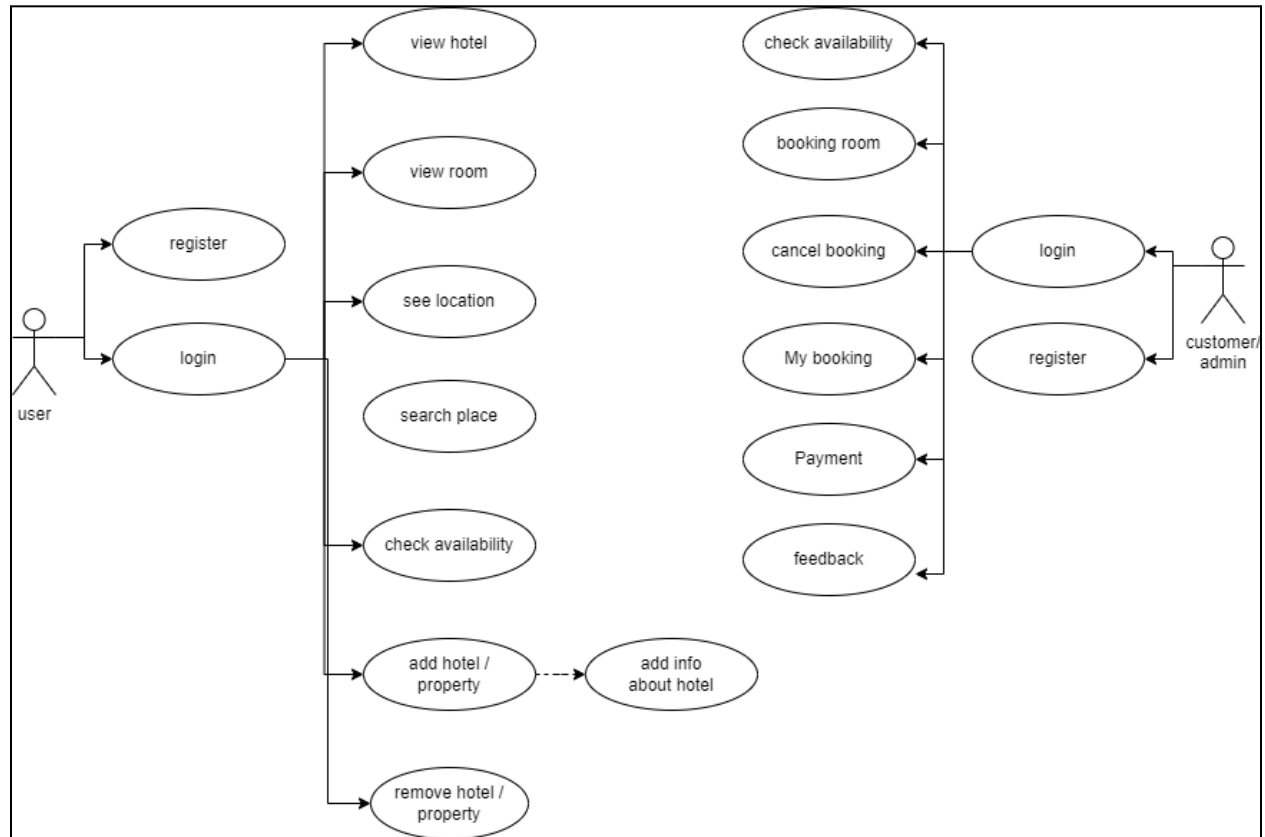 view hotel
check availability
booking room
view room
register
cancel booking
login
see location
login
My booking
register
customer/
admin
user
search place
Payment
check availability
feedback
add hotel /
property
add info
about hotel
remove hotel /
property